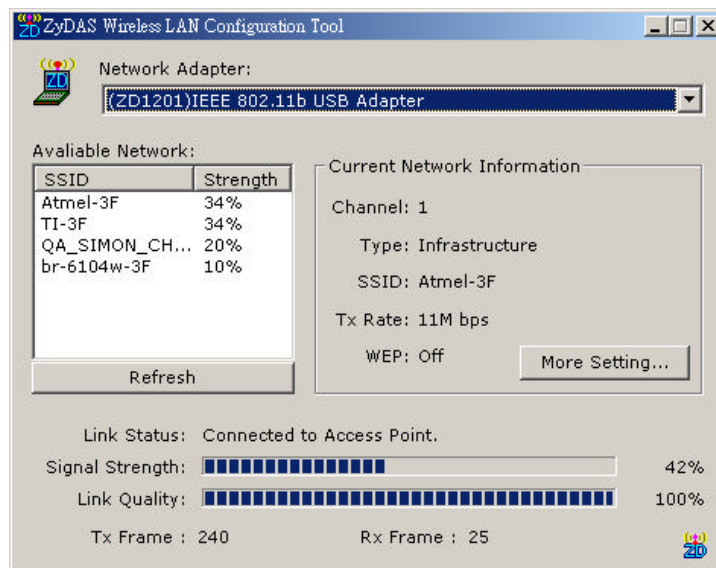 ZyDAS Wireless LAN Configuration Tool
Network Adapter:
(ZD1201)IEEE 802.11b USB Adapter
Avaliable Network:
SSID Strength
Atmel-3F 34%
TI-3F 34%
QA_SIMON_CH... 20%
br-6104w-3F 10%
Refresh
Current Network Information
Channel: 1
Type: Infrastructure
SSID: Atmel-3F
Tx Rate: 11M bps
WEP: Off
More Setting...
Link Status: Connected to Access Point.
Signal Strength: 42%
Link Quality: 100%
Tx Frame : 240 Rx Frame : 25
ZD